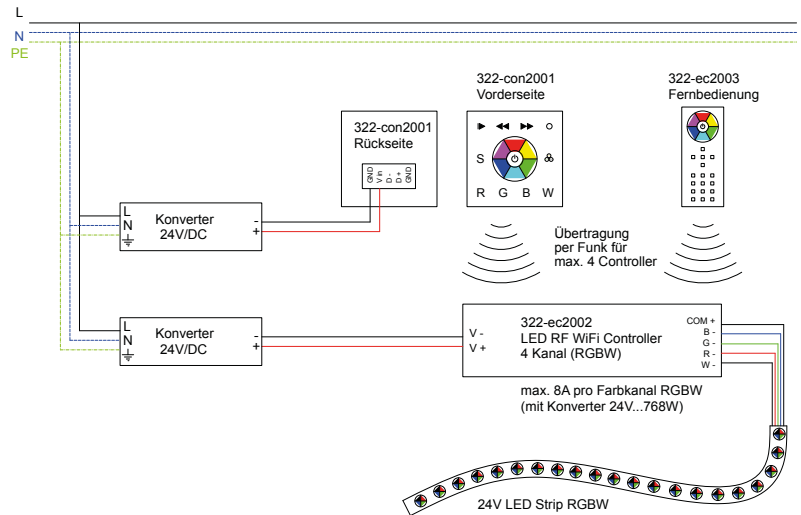 L
N
PE
322-con2001
Rückseite
GND
V in
D -
D +
GND
322-con2001
Vorderseite
S
R G B W
322-ec2003
Fernbedienung
Übertragung
per Funk für
max. 4 Controller
L
N
Konverter
24V/DC
-
+
L
N
Konverter
24V/DC
-
+
V -
V +
322-ec2002
LED RF WiFi Controller
4 Kanal (RGBW)
COM +
B -
G -
R -
W -
max. 8A pro Farbkanal RGBW
(mit Konverter 24V...768W)
24V LED Strip RGBW